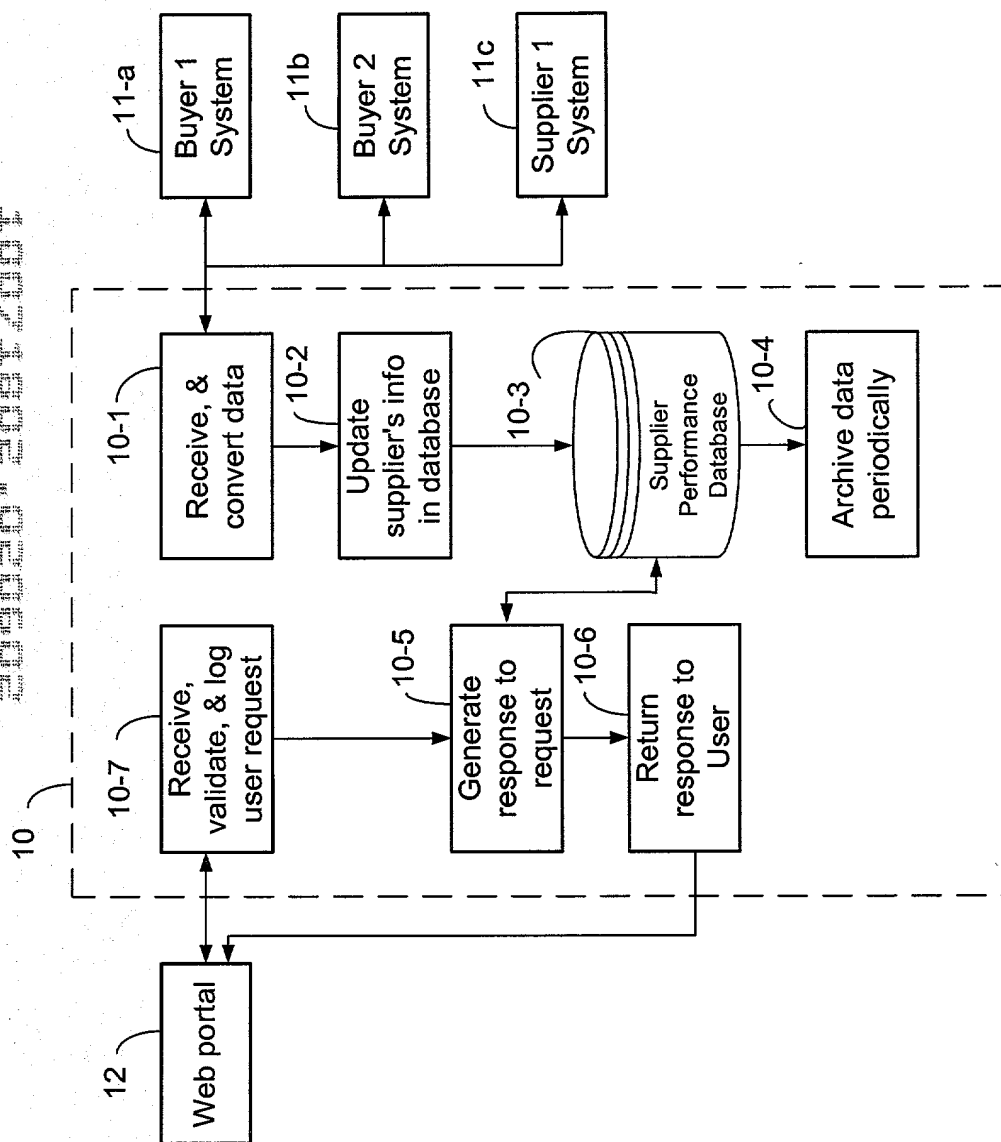 10
12
Web portal
10-7
Receive,
validate, & log
user request
10-5
Generate
response to
request
10-6
Return
response to
User
10-1
Receive, &
convert data
10-2
Update
supplier's info
in database
10-3
Supplier
Performance
Database
10-4
Archive data
periodically
11-a
Buyer 1
System
11b
Buyer 2
System
11c
Supplier 1
System